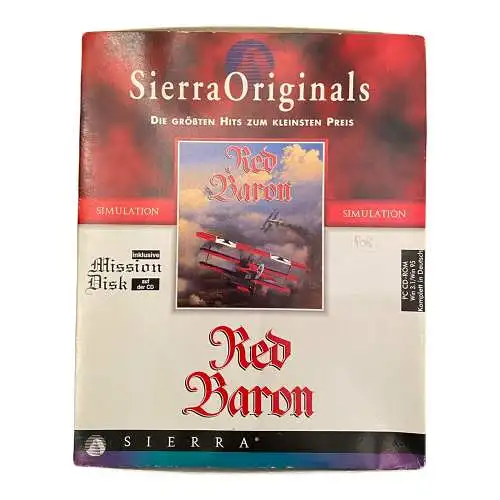 SierraOriginals
DIE GRÖßTEN HITS ZUM KLEINSTEN PREIS
Red
Baron
SIMULATION
SIMULATION
inklusive
Mission
Disk
auf
der CD
PC CD-ROM
Win 3.1/Win 95
Komplett in Deutsch
Red
Baron
SIERRA®